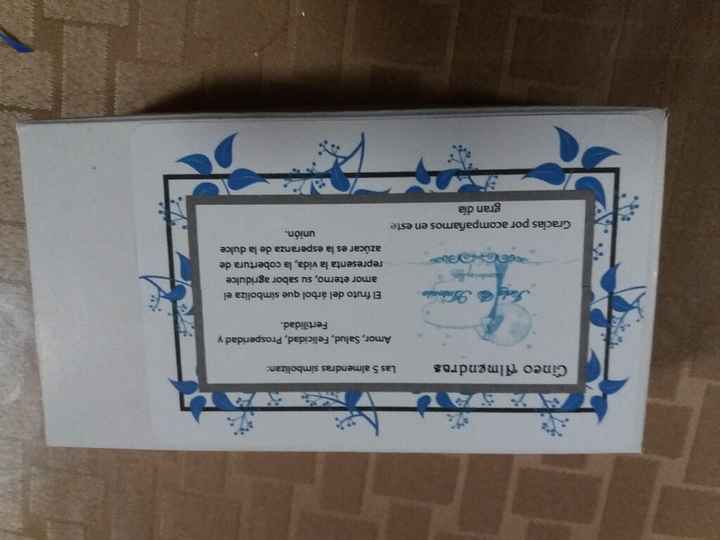 Cinco Almendras
Gracias por acompañarnos en este
gran día
Las 5 almendras simbolizan:
Amor, Salud, Felicidad, Prosperidad y
Fertilidad.
El fruto del árbol que simboliza el
amor eterno, su sabor agridulce
representa la vida, la cobertura de
azúcar es la esperanza de la dulce
unión.